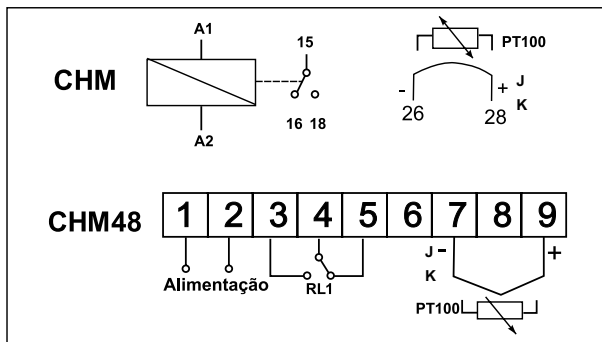 A1
15
PT100
CHM
J
- +
K
26 28
16 18
A2
CHM48
1 2 3 4 5 6 7 8 9
J - +
Alimentação
RL1
K
PT100